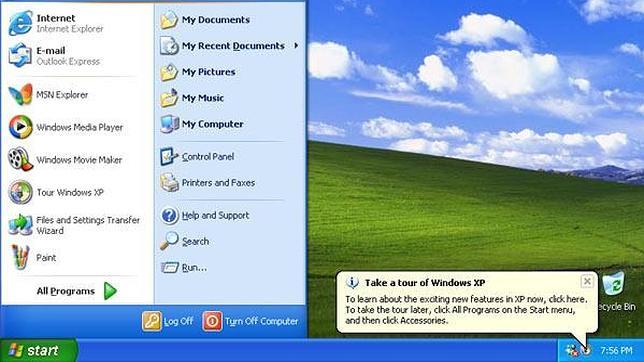 Internet
Internet Explorer
E-mail
Outlook Express
MSN Explorer
Windows Media Player
Windows Movie Maker
Tour Windows XP
Files and Settings Transfer
Wizard
Paint
All Programs
My Documents
My Recent Documents
My Pictures
My Music
My Computer
Control Panel
Printers and Faxes
Help and Support
Search
Run...
Log Off
Turn Off Computer
Take a tour of Windows XP
To learn about the exciting new features in XP now, click here.
To take the tour later, click All Programs on the Start menu,
and then click Accessories.
ecycle Bin
start
7:56 PM